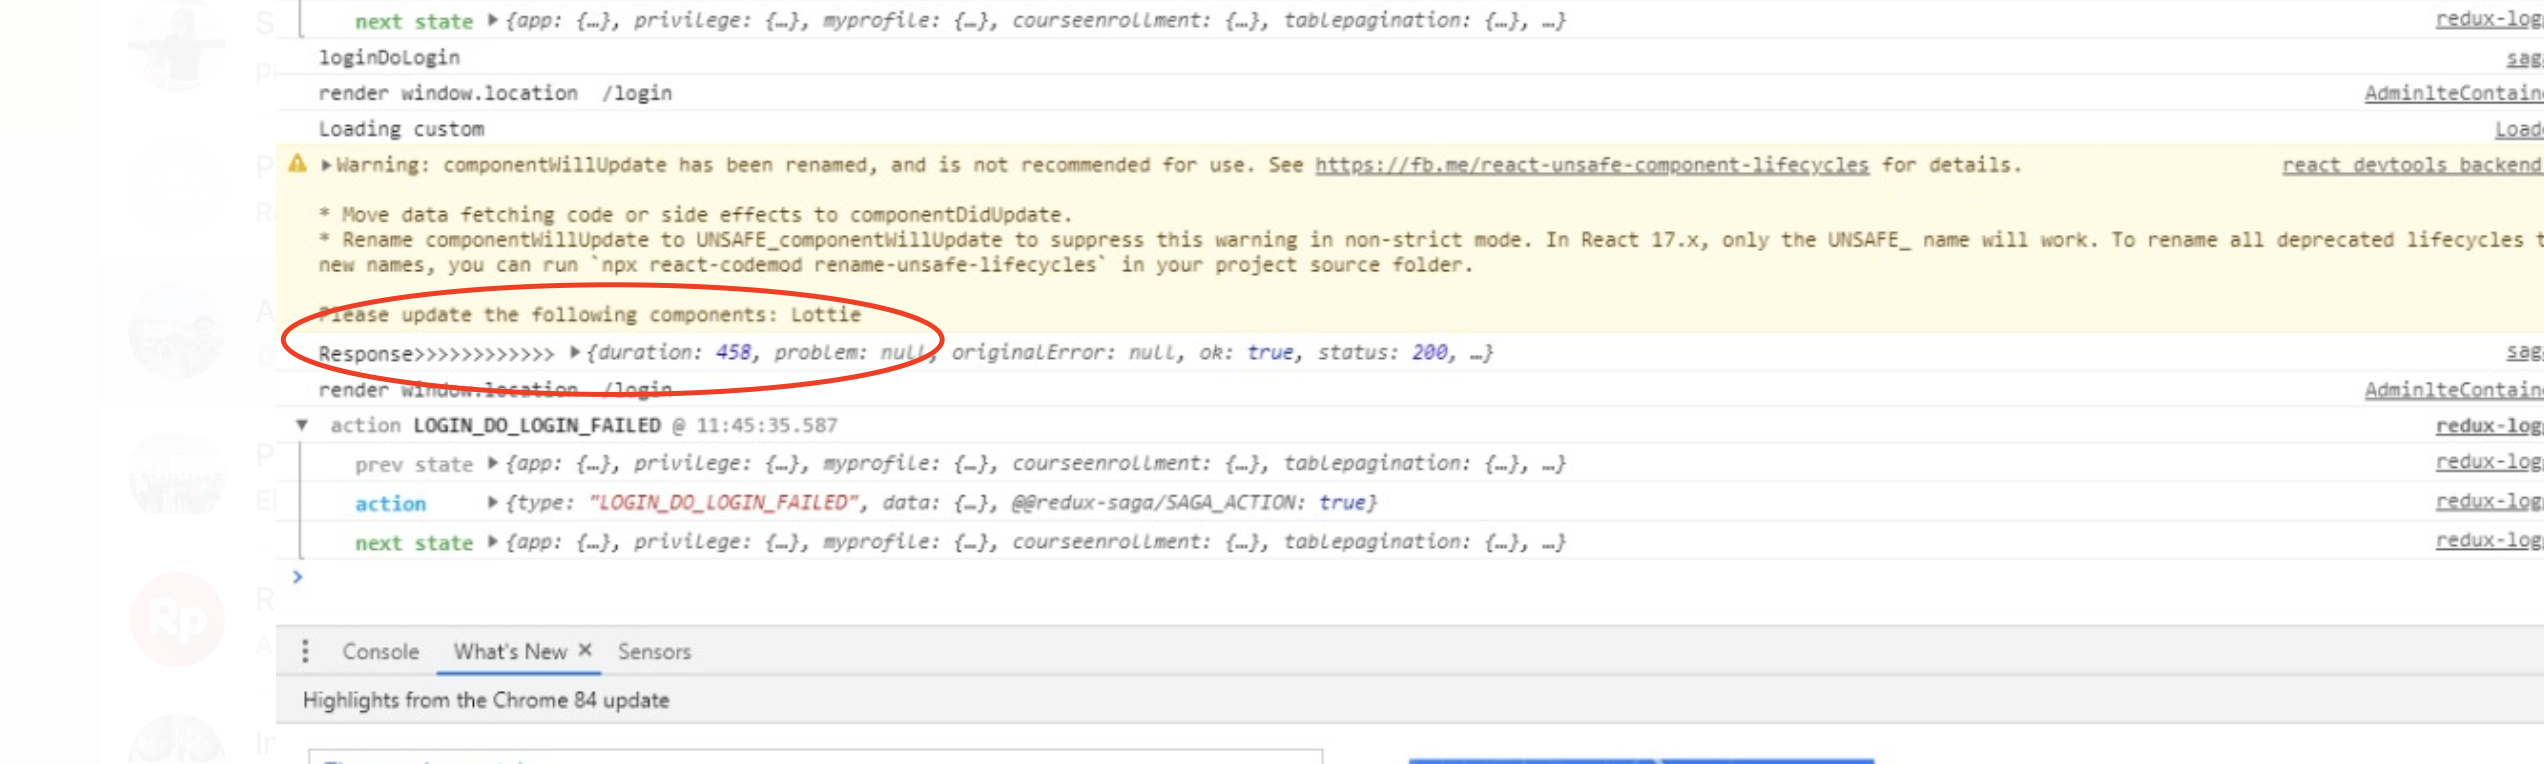 next state ▶{app: {…}, privilege: {…}, myprofile: {…}, courseenrollment: {…}, tablepagination: {…}, …} redux-log
loginDoLogin sag
render window.location /login AdminlteContain
Loading custom Load
▶Warning: componentWillUpdate has been renamed, and is not recommended for use. See https://fb.me/react-unsafe-component-lifecycles for details. react devtools backend
* Move data fetching code or side effects to componentDidUpdate.
* Rename componentWillUpdate to UNSAFE_componentWillUpdate to suppress this warning in non-strict mode. In React 17.x, only the UNSAFE_ name will work. To rename all deprecated lifecycles t
new names, you can run `npx react-codemod rename-unsafe-lifecycles` in your project source folder.
Please update the following components: Lottie
Response>>>>>>>>>>>> ▶{duration: 458, problem: null, originalError: null, ok: true, status: 200, …} sag
render window.location /login AdminlteContain
▼ action LOGIN_DO_LOGIN_FAILED @ 11:45:35.587 redux-log
prev state ▶{app: {…}, privilege: {…}, myprofile: {…}, courseenrollment: {…}, tablepagination: {…}, …} redux-log
action ▶{type: "LOGIN_DO_LOGIN_FAILED", data: {…}, @@redux-saga/SAGA_ACTION: true} redux-log
next state ▶{app: {…}, privilege: {…}, myprofile: {…}, courseenrollment: {…}, tablepagination: {…}, …} redux-log
Rp
Console What's New × Sensors
Highlights from the Chrome 84 update